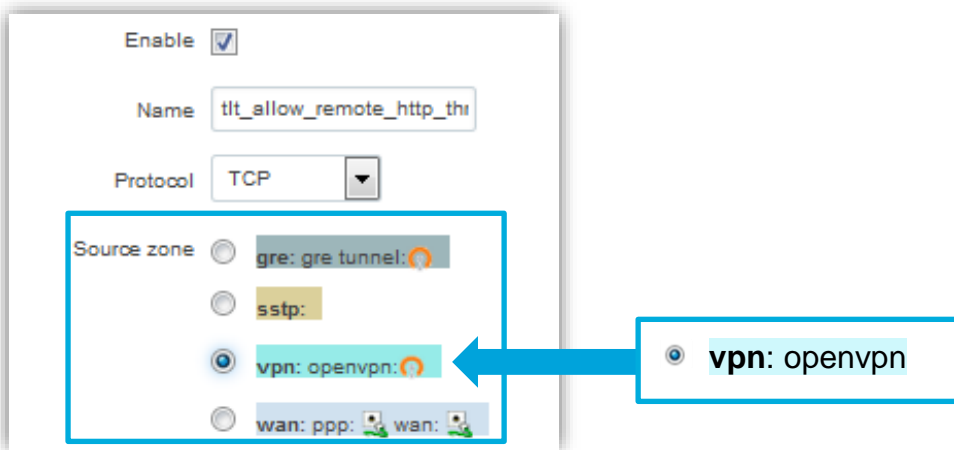 Enable
Name tlt_allow_remote_http_thr
Protocol TCP
Source zone gre: gre tunnel:
sstp:
vpn: openvpn:
vpn: openvpn
wan: ppp: wan: